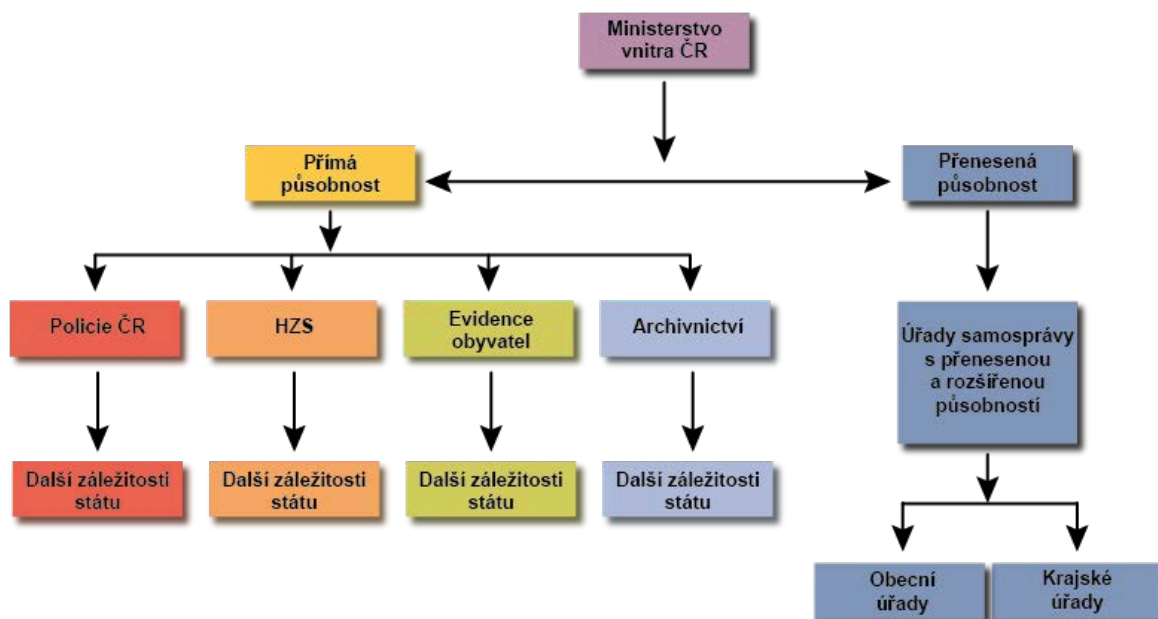 Ministerstvo
vnitra ČR
Přímá
působnost
Přenesená
působnost
Policie ČR
HZS
Evidence
obyvatel
Archivnictví
Úřady samosprávy
s přenesenou
a rozšířenou
působností
Další záležitosti
státu
Další záležitosti
státu
Další záležitosti
státu
Další záležitosti
státu
Obecní
úřady
Krajské
úřady